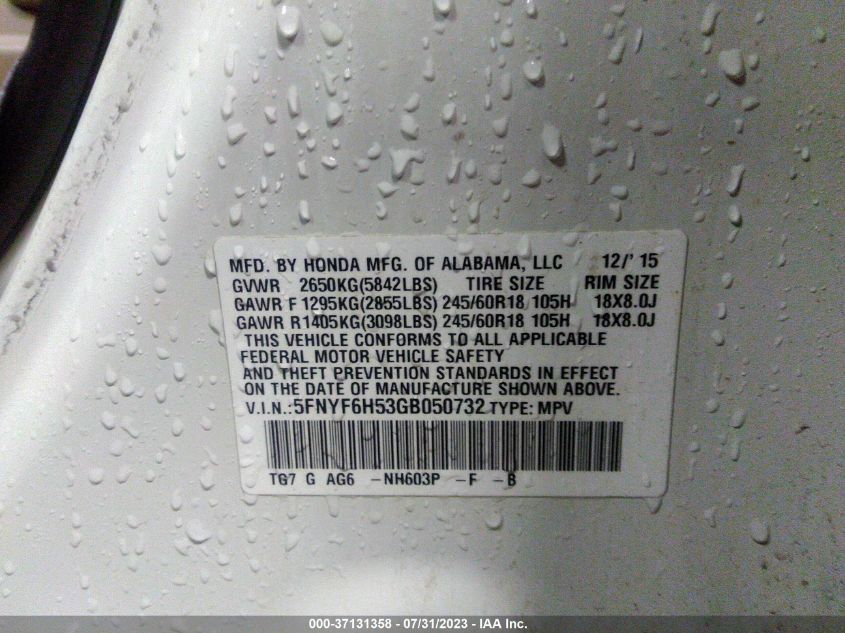 MFD. BY HONDA MFG. OF ALABAMA, LLC 12/' 15
GVWR 2650KG(5842LBS) TIRE SIZE RIM SIZE
GAWR F 1295KG(2855LBS) 245/60R18 105H 18X8.0J
GAWR R1405KG(3098LBS) 245/60R18 105H 18X8.0J
THIS VEHICLE CONFORMS TO ALL APPLICABLE
FEDERAL MOTOR VEHICLE SAFETY
AND THEFT PREVENTION STANDARDS IN EFFECT
ON THE DATE OF MANUFACTURE SHOWN ABOVE.
V.I.N.:5FNYF6H53GB050732 TYPE: MPV
TG7 G AG6 -NH603P -F -B
000-37131358 - 07/31/2023 - IAA Inc.